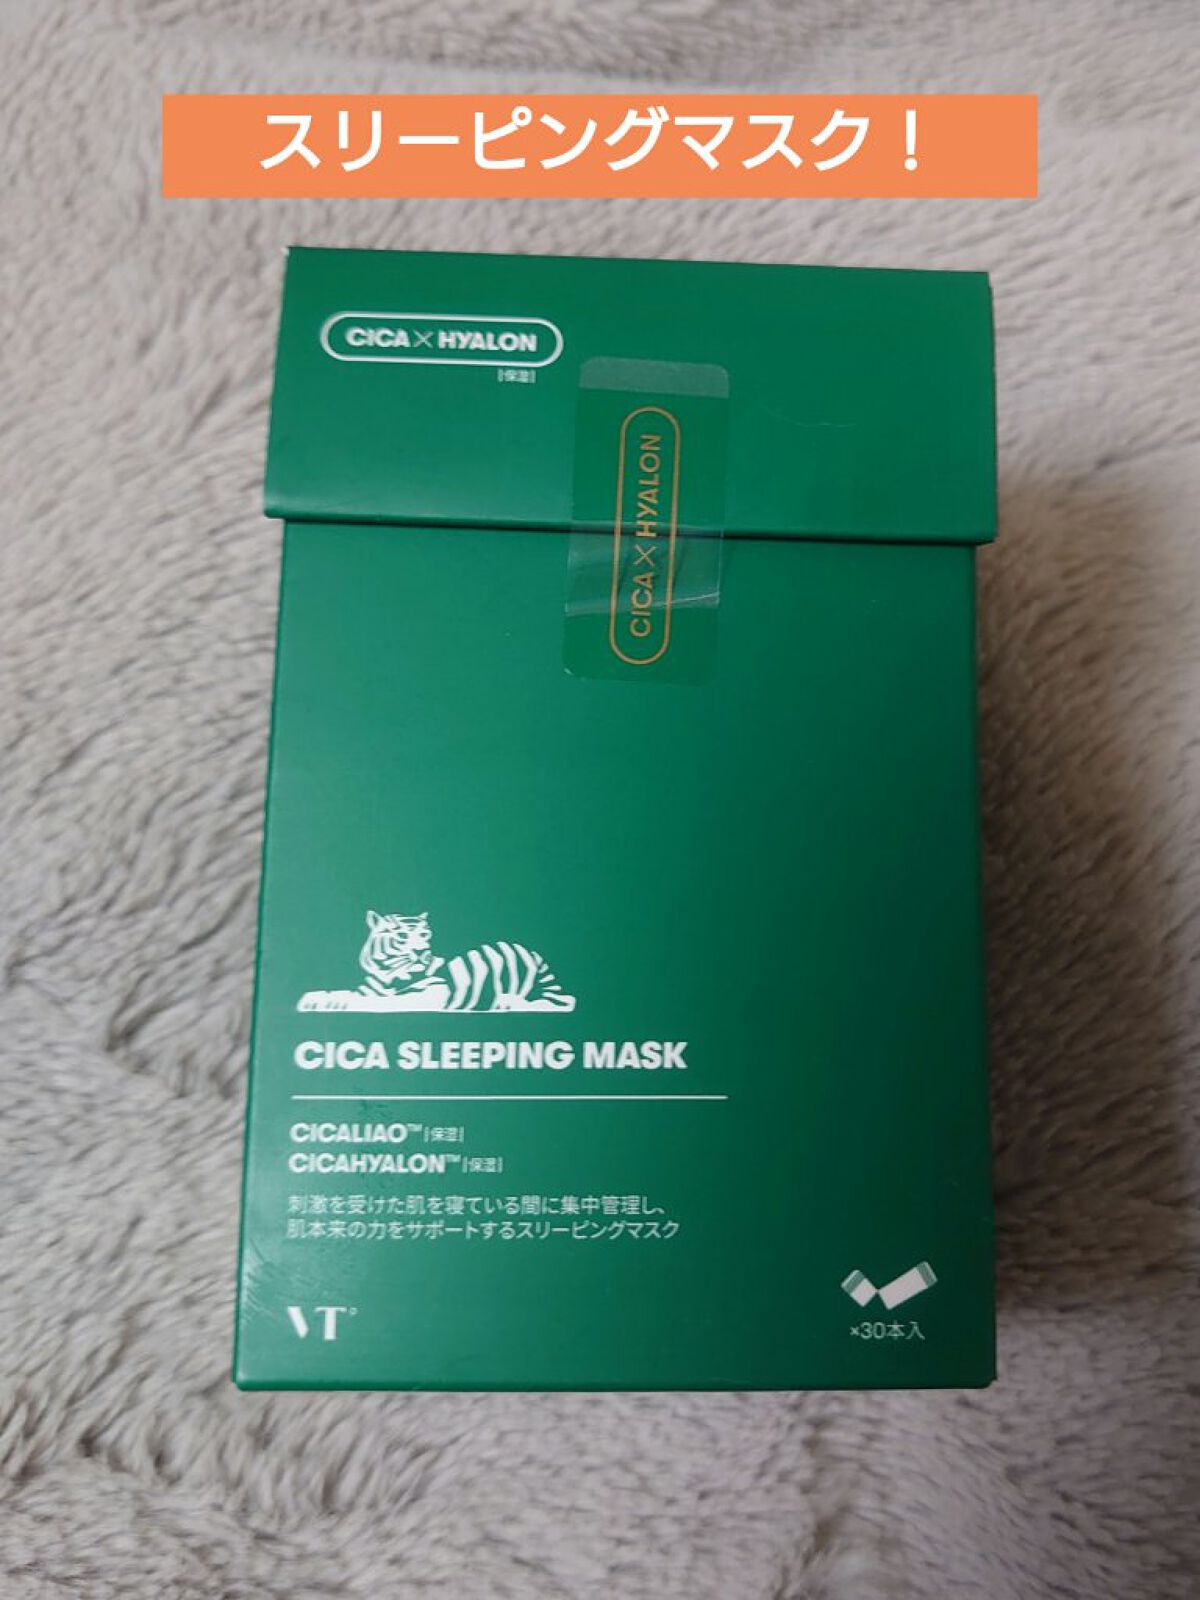 スリーピングマスク！
CICA×HYALON
[保湿]
CICA×HYALON
CICA SLEEPING MASK
CICALIAO™[保湿]
CICAHYALON™[保湿]
刺激を受けた肌を寝ている間に集中管理し、
肌本来の力をサポートするスリーピングマスク
VT
×30本入